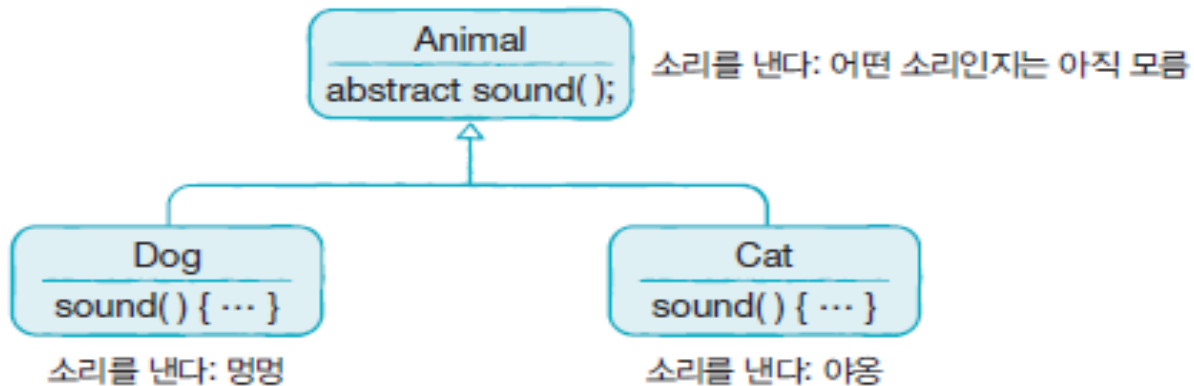 Animal
abstract sound( );
소리를 낸다: 어떤 소리인지는 아직 모름
Dog
sound( ) { ··· }
소리를 낸다: 멍멍
Cat
sound( ) { ··· }
소리를 낸다: 야옹